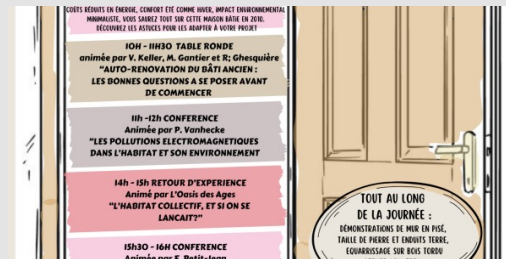 COÛTS RÉDUITS EN ÉNERGIE, CONFORT ÉTÉ COMME HIVER, IMPACT ENVIRONNEMENTAL
MINIMALISTE, VOUS SAUREZ TOUT SUR CETTE MAISON BÂTIE EN 2010.
DÉCOUVREZ LES ASTUCES POUR LES ADAPTER À VOTRE PROJET
10H - 11H30 TABLE RONDE
animée par V. Keller, M. Gantier et R; Ghesquière
"AUTO-RENOVATION DU BÂTI ANCIEN :
LES BONNES QUESTIONS A SE POSER AVANT
DE COMMENCER
11h -12h CONFERENCE
Animée par P. Vanhecke
"LES POLLUTIONS ELECTROMAGNETIQUES
DANS L'HABITAT ET SON ENVIRONNEMENT
14h - 15h RETOUR D'EXPERIENCE
Animé par L'Oasis des Ages
"L'HABITAT COLLECTIF, ET SI ON SE
LANCAIT?"
15H30 - 16H CONFERENCE
Animée par F. Petit-Jean
TOUT AU LONG
DE LA JOURNÉE :
DÉMONSTRATIONS DE MUR EN PISÉ,
TAILLE DE PIERRE ET ENDUITS TERRE,
EQUARRISSAGE SUR BOIS TORDU